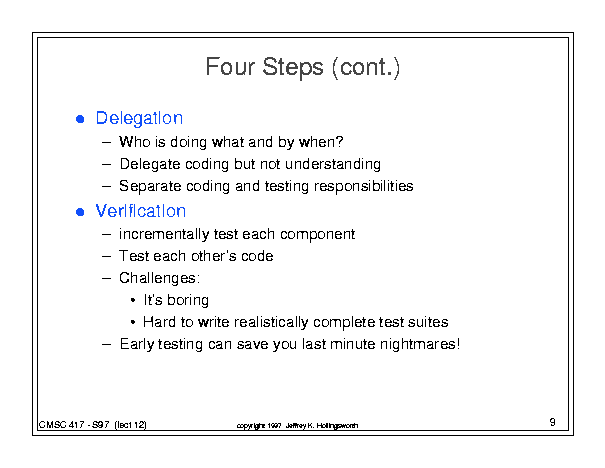 Four Steps (cont.)
● Delegation
– Who is doing what and by when?
– Delegate coding but not understanding
– Separate coding and testing responsibilities
● Verification
– incrementally test each component
– Test each other's code
– Challenges:
• It's boring
• Hard to write realistically complete test suites
– Early testing can save you last minute nightmares!
CMSC 417 - S97 (lect 12)
copyright 1997 Jeffrey K. Hollingsworth
9